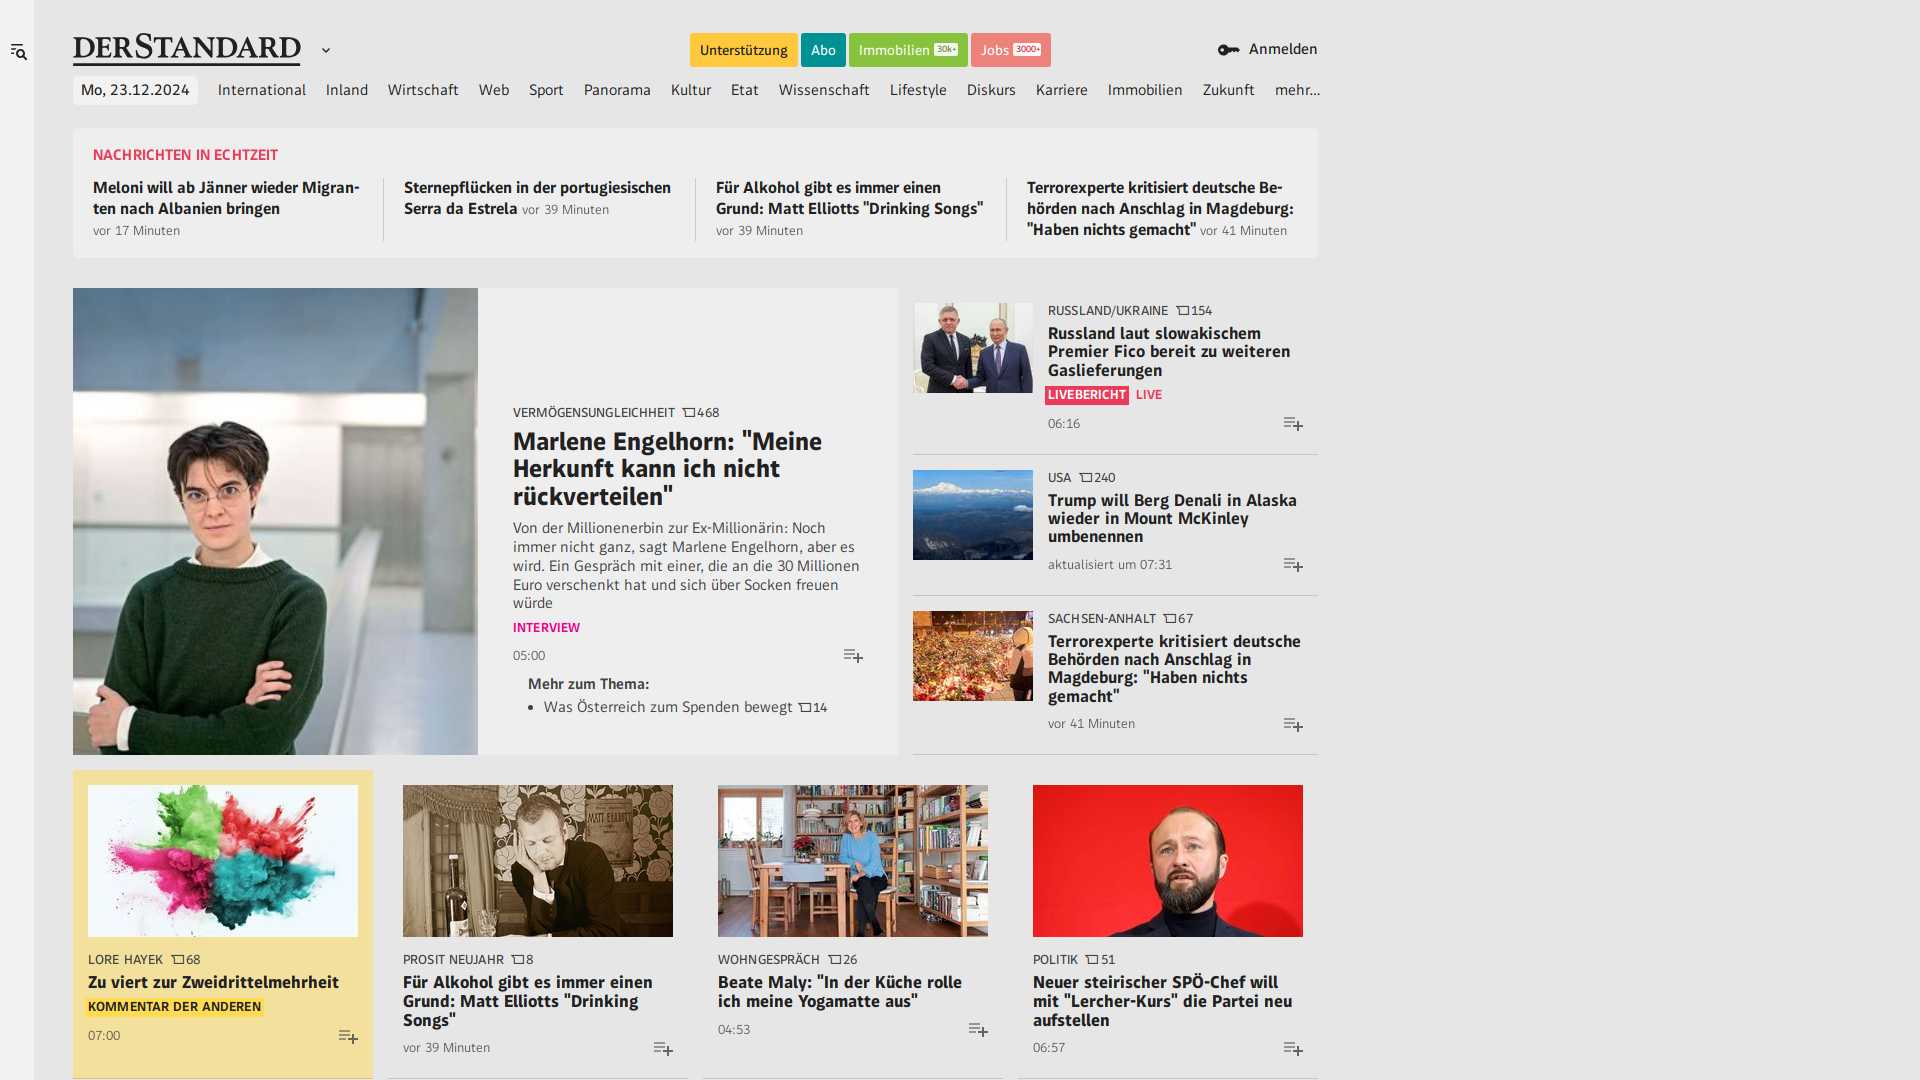 DERSTANDARD
Unterstützung
Abo
Immobilien 30k+
Jobs 3000+
Anmelden
Mo, 23.12.2024
International
Inland
Wirtschaft
Web
Sport
Panorama
Kultur
Etat
Wissenschaft
Lifestyle
Diskurs
Karriere
Immobilien
Zukunft
mehr...
NACHRICHTEN IN ECHTZEIT
Meloni will ab Jänner wieder Migran-
ten nach Albanien bringen
vor 17 Minuten
Sternepflücken in der portugiesischen
Serra da Estrela vor 39 Minuten
Für Alkohol gibt es immer einen
Grund: Matt Elliotts "Drinking Songs"
vor 39 Minuten
Terrorexperte kritisiert deutsche Be-
hörden nach Anschlag in Magdeburg:
"Haben nichts gemacht" vor 41 Minuten
VERMÖGENSUNGLEICHHEIT 468
Marlene Engelhorn: "Meine
Herkunft kann ich nicht
rückverteilen"
Von der Millionenerbin zur Ex-Millionärin: Noch
immer nicht ganz, sagt Marlene Engelhorn, aber es
wird. Ein Gespräch mit einer, die an die 30 Millionen
Euro verschenkt hat und sich über Socken freuen
würde
INTERVIEW
05:00
Mehr zum Thema:
Was Österreich zum Spenden bewegt 14
RUSSLAND/UKRAINE 154
Russland laut slowakischem
Premier Fico bereit zu weiteren
Gaslieferungen
LIVEBERICHT LIVE
06:16
USA 240
Trump will Berg Denali in Alaska
wieder in Mount McKinley
umbenennen
aktualisiert um 07:31
SACHSEN-ANHALT 67
Terrorexperte kritisiert deutsche
Behörden nach Anschlag in
Magdeburg: "Haben nichts
gemacht"
vor 41 Minuten
LORE HAYEK 68
Zu viert zur Zweidrittelmehrheit
KOMMENTAR DER ANDEREN
07:00
MATT ELLIOTT
PROSIT NEUJAHR 8
Für Alkohol gibt es immer einen
Grund: Matt Elliotts "Drinking
Songs"
vor 39 Minuten
WOHNGESPRÄCH 26
Beate Maly: "In der Küche rolle
ich meine Yogamatte aus"
04:53
POLITIK 51
Neuer steirischer SPÖ-Chef will
mit "Lercher-Kurs" die Partei neu
aufstellen
06:57